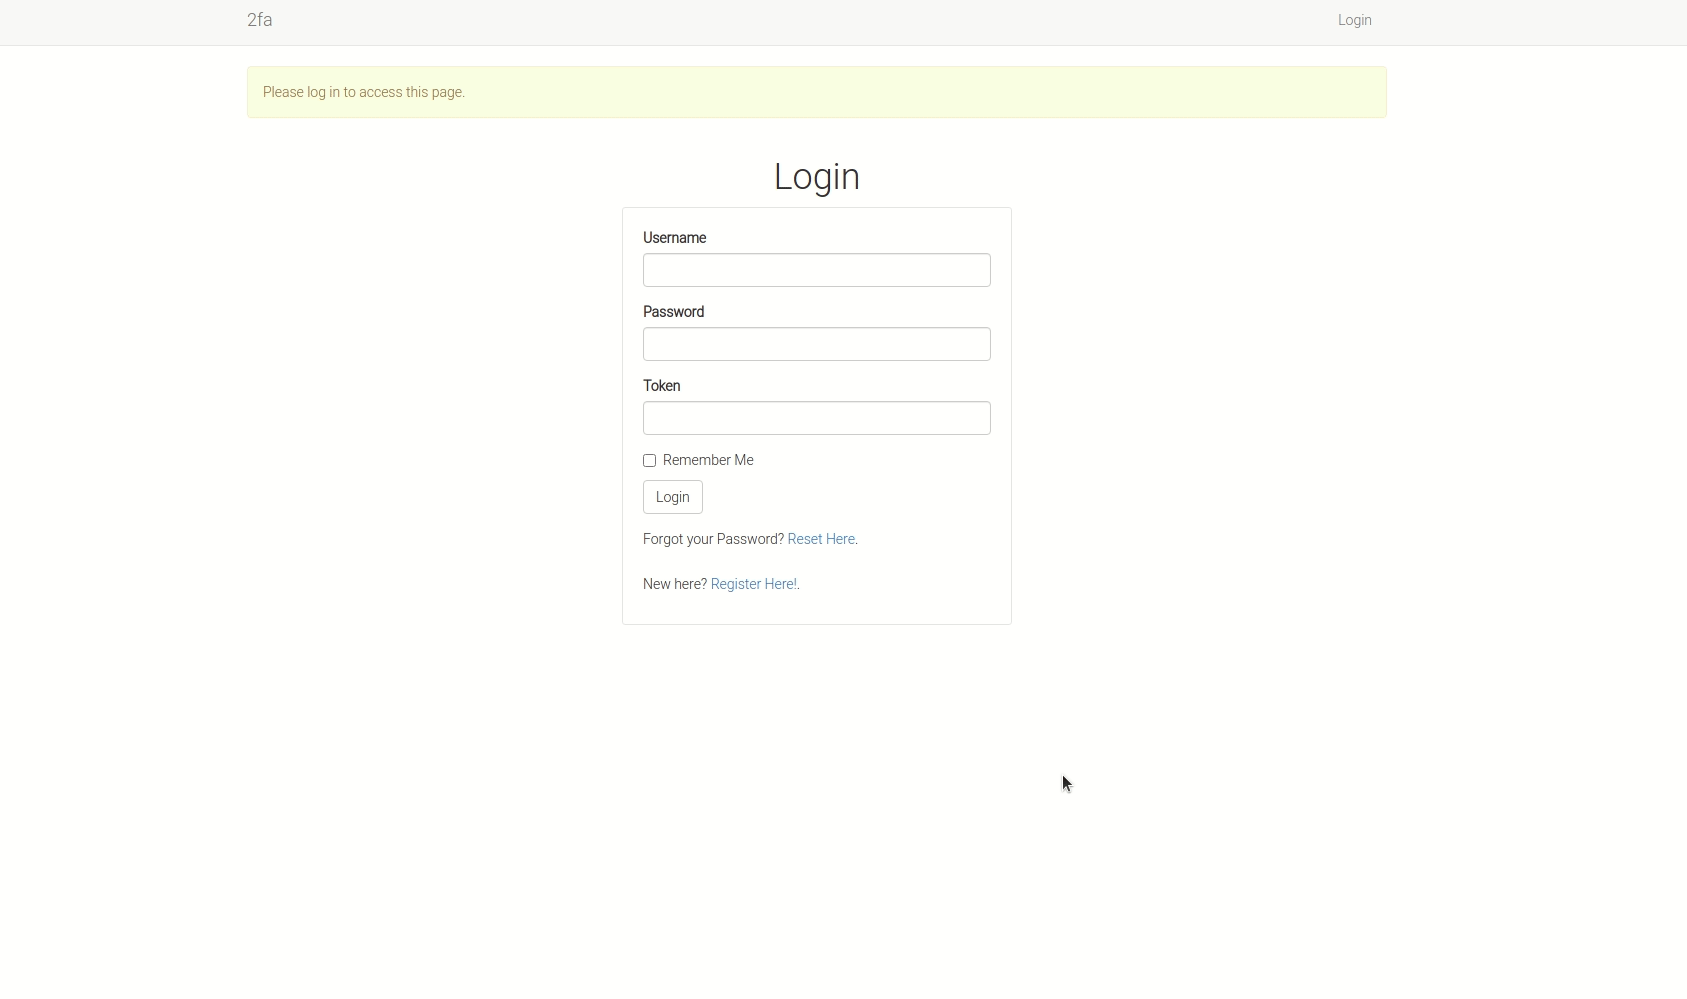 2fa
Login
Please log in to access this page.
Login
Username
Password
Token
Remember Me
Login
Forgot your Password? Reset Here.
New here? Register Here!.